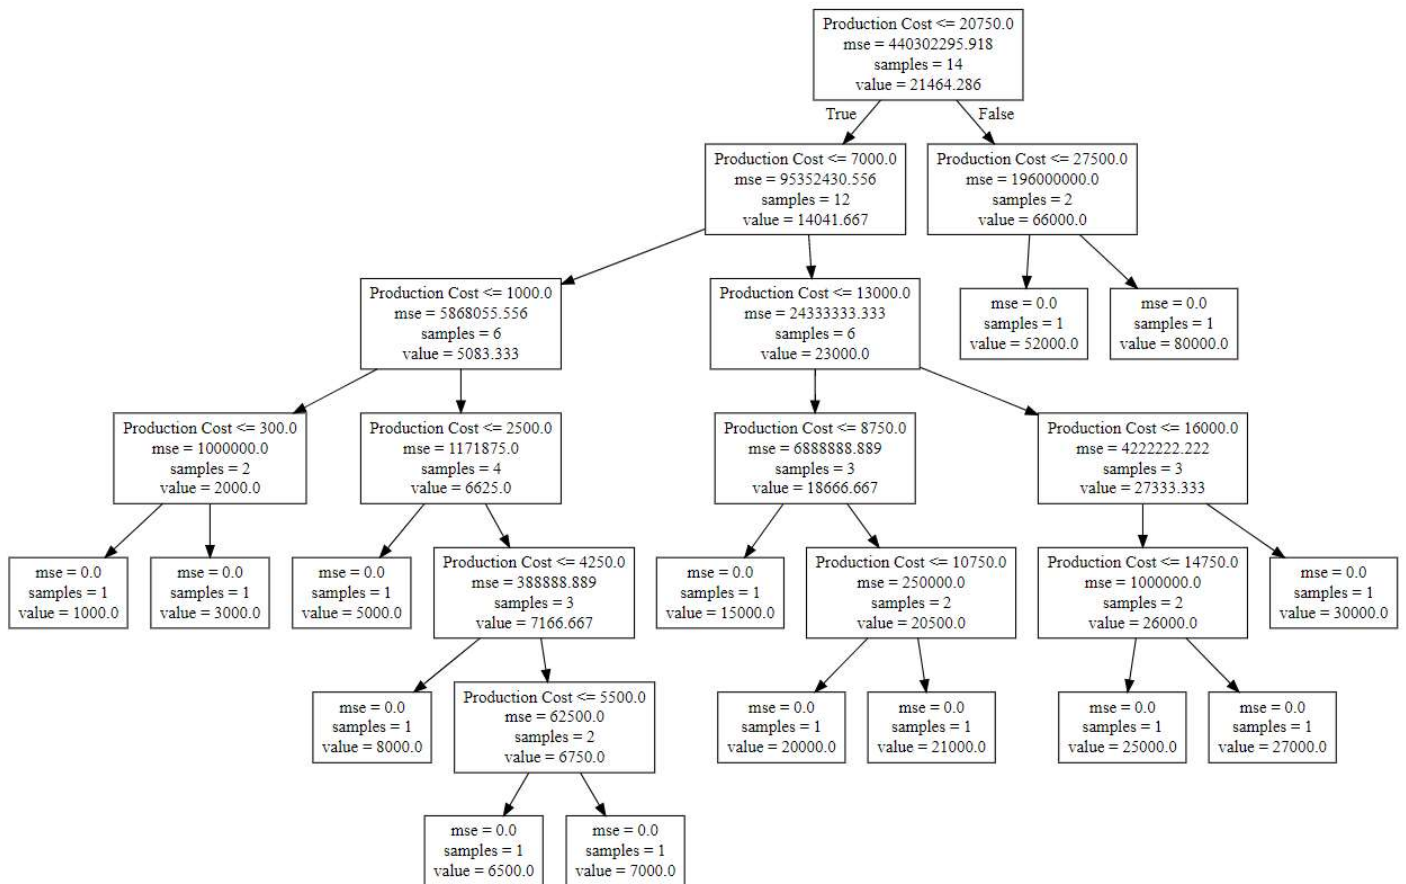 Production Cost <= 20750.0
mse = 440302295.918
samples = 14
value = 21464.286
True
False
Production Cost <= 7000.0
mse = 95352430.556
samples = 12
value = 14041.667
Production Cost <= 27500.0
mse = 196000000.0
samples = 2
value = 66000.0
Production Cost <= 1000.0
mse = 5868055.556
samples = 6
value = 5083.333
Production Cost <= 13000.0
mse = 24333333.333
samples = 6
value = 23000.0
mse = 0.0
samples = 1
value = 52000.0
mse = 0.0
samples = 1
value = 80000.0
Production Cost <= 300.0
mse = 1000000.0
samples = 2
value = 2000.0
Production Cost <= 2500.0
mse = 1171875.0
samples = 4
value = 6625.0
Production Cost <= 8750.0
mse = 6888888.889
samples = 3
value = 18666.667
Production Cost <= 16000.0
mse = 4222222.222
samples = 3
value = 27333.333
mse = 0.0
samples = 1
value = 1000.0
mse = 0.0
samples = 1
value = 3000.0
mse = 0.0
samples = 1
value = 5000.0
Production Cost <= 4250.0
mse = 388888.889
samples = 3
value = 7166.667
mse = 0.0
samples = 1
value = 15000.0
Production Cost <= 10750.0
mse = 250000.0
samples = 2
value = 20500.0
Production Cost <= 14750.0
mse = 1000000.0
samples = 2
value = 26000.0
mse = 0.0
samples = 1
value = 30000.0
mse = 0.0
samples = 1
value = 8000.0
Production Cost <= 5500.0
mse = 62500.0
samples = 2
value = 6750.0
mse = 0.0
samples = 1
value = 20000.0
mse = 0.0
samples = 1
value = 21000.0
mse = 0.0
samples = 1
value = 25000.0
mse = 0.0
samples = 1
value = 27000.0
mse = 0.0
samples = 1
value = 6500.0
mse = 0.0
samples = 1
value = 7000.0